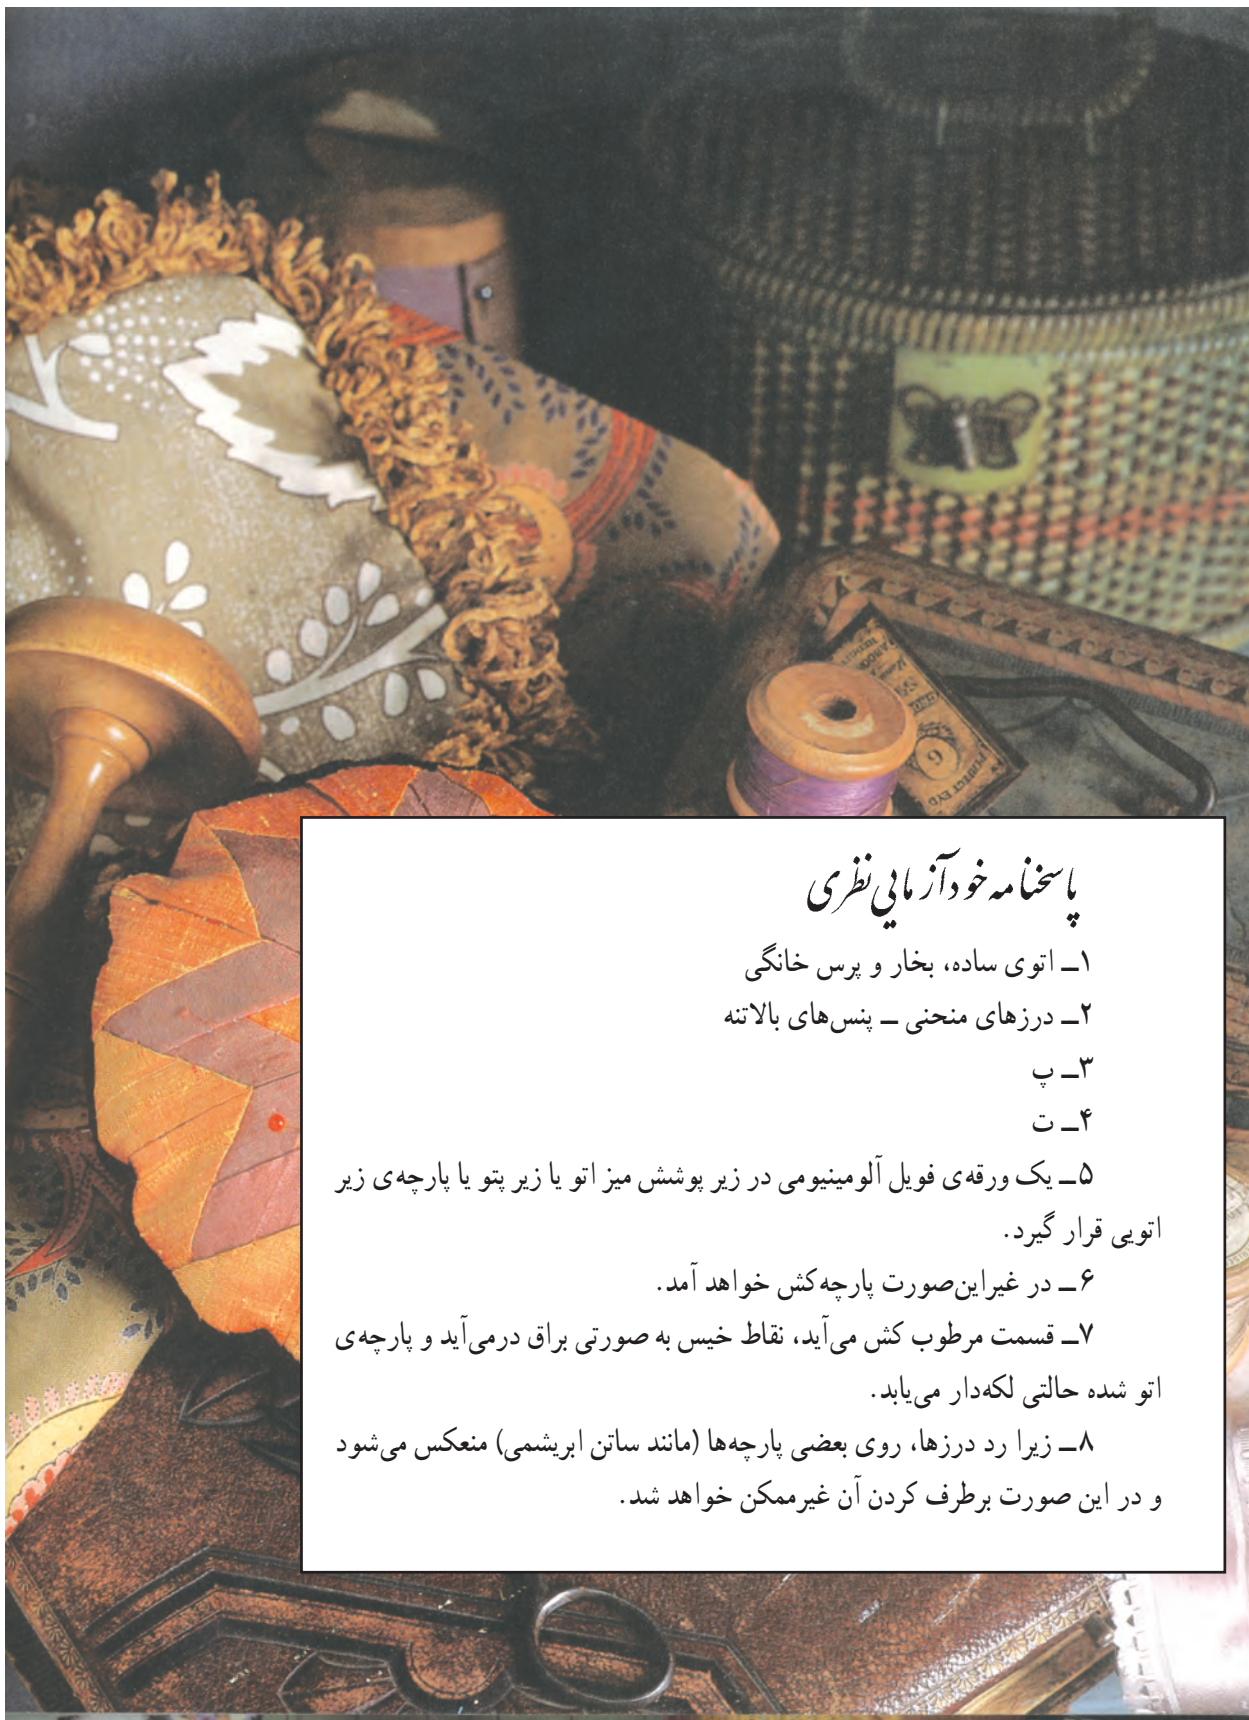 پاسخنامه خودآزمایی نظری
۱ــ اتوی ساده، بخار و پرس خانگی
۲ــ درزهای منحنی ــ پنس‌های بالاتنه
۳ــ پ
۴ــ ت
۵ــ یک ورقه‌ی فویل آلومینیومی در زیر پوشش میز اتو یا زیر پتو یا پارچه‌ی زیر
اتویی قرار گیرد.
۶ــ در غیراین‌صورت پارچه‌کش خواهد آمد.
۷ــ قسمت مرطوب کش می‌آید، نقاط خیس به صورتی براق درمی‌آید و پارچه‌ی
اتو شده حالتی لکه‌دار می‌یابد.
۸ــ زیرا رد درزها، روی بعضی پارچه‌ها (مانند ساتن ابریشمی) منعکس می‌شود
و در این صورت برطرف کردن آن غیرممکن خواهد شد.
PERFECT EYD
6